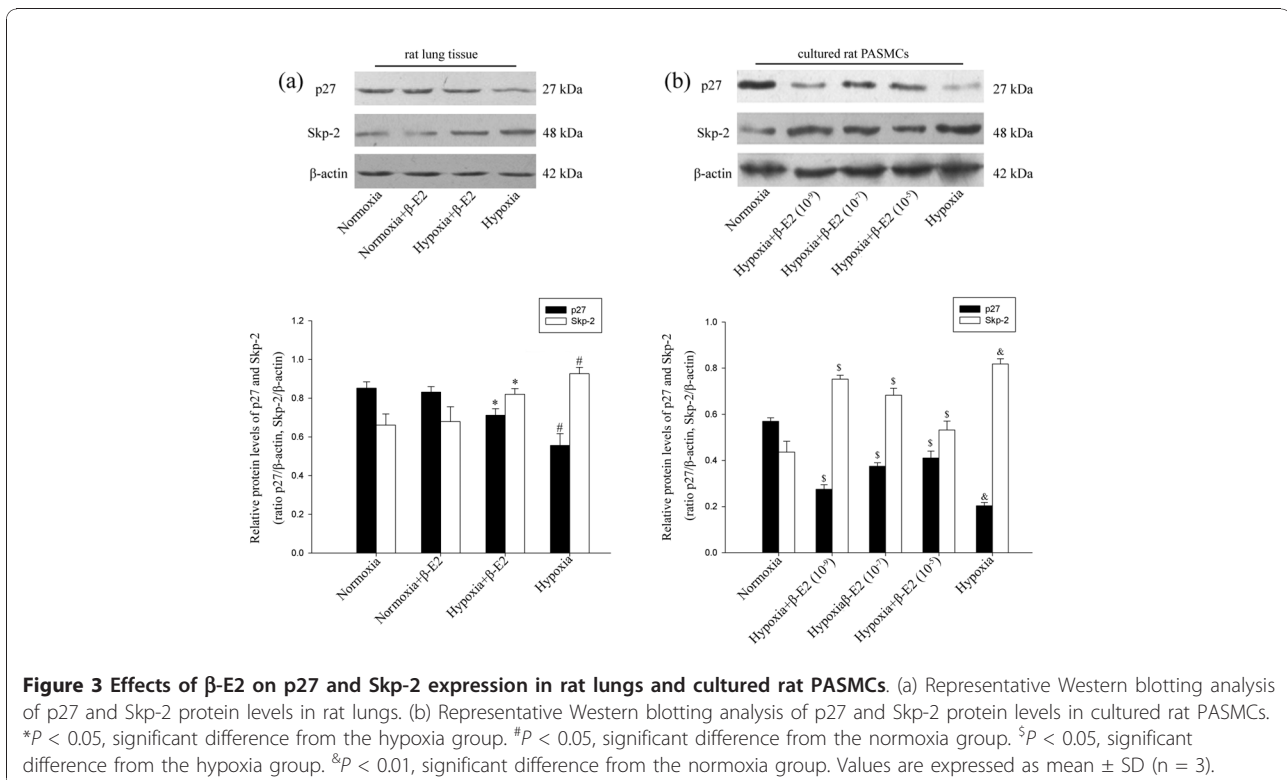 rat lung tissue
(a)
p27
27 kDa
Skp-2
48 kDa
β-actin
42 kDa
Normoxia
Normoxia+β-E2
Hypoxia+β-E2
Hypoxia
cultured rat PASMCs
(b)
p27
27 kDa
Skp-2
48 kDa
β-actin
42 kDa
Normoxia
Hypoxia+β-E2 (10⁻⁹)
Hypoxia+β-E2 (10⁻⁷)
Hypoxia+β-E2 (10⁻⁵)
Hypoxia
Relative protein levels of p27 and Skp-2
(ratio p27/β-actin, Skp-2/β-actin)
1.2
1.0
0.8
0.6
0.4
0.2
0.0
p27
Skp-2
*
*
#
#
Normoxia
Normoxia+β-E2
Hypoxia+β-E2
Hypoxia
Relative protein levels of p27 and Skp-2
(ratio p27/β-actin, Skp-2/β-actin)
1.0
0.8
0.6
0.4
0.2
0.0
p27
Skp-2
$
$
$
$
$
$
&
&
Normoxia
Hypoxia+β-E2 (10⁻⁹)
Hypoxiaβ-E2 (10⁻⁷)
Hypoxia+β-E2 (10⁻⁵)
Hypoxia
Figure 3 Effects of β-E2 on p27 and Skp-2 expression in rat lungs and cultured rat PASMCs. (a) Representative Western blotting analysis
of p27 and Skp-2 protein levels in rat lungs. (b) Representative Western blotting analysis of p27 and Skp-2 protein levels in cultured rat PASMCs.
*P < 0.05, significant difference from the hypoxia group. #P < 0.05, significant difference from the normoxia group. $P < 0.05, significant
difference from the hypoxia group. &P < 0.01, significant difference from the normoxia group. Values are expressed as mean ± SD (n = 3).